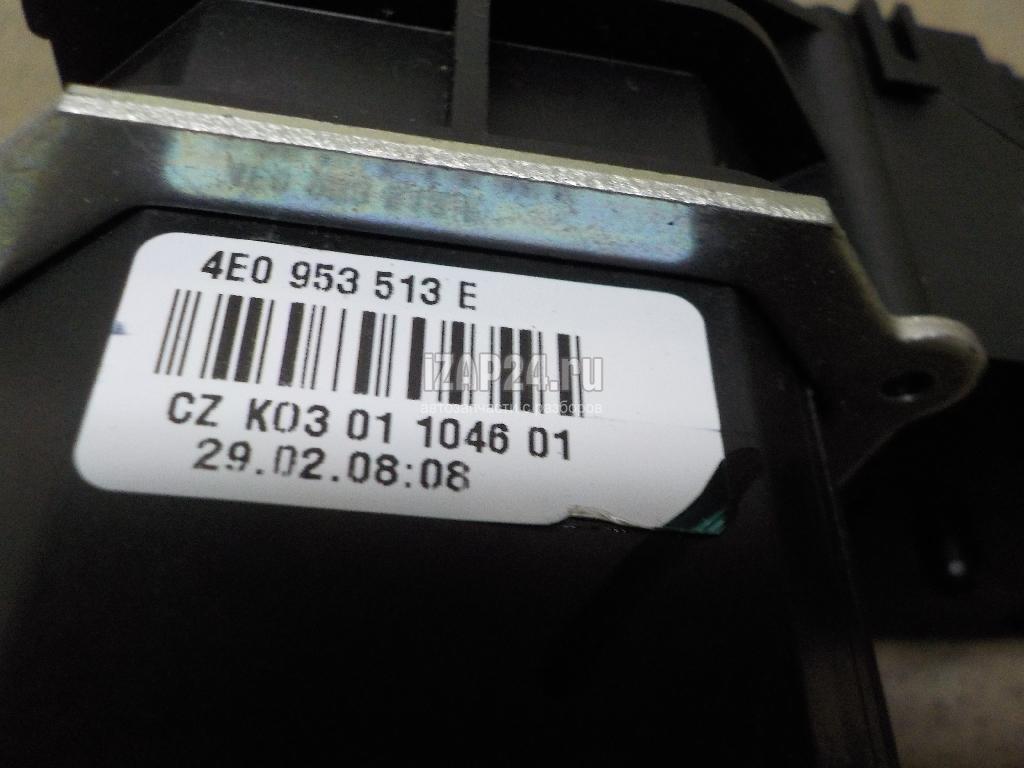 4E0 953 513 E
iZAP24.ru
автозапчасти с разборов
CZ K03 01 1046 01
29.02.08:08